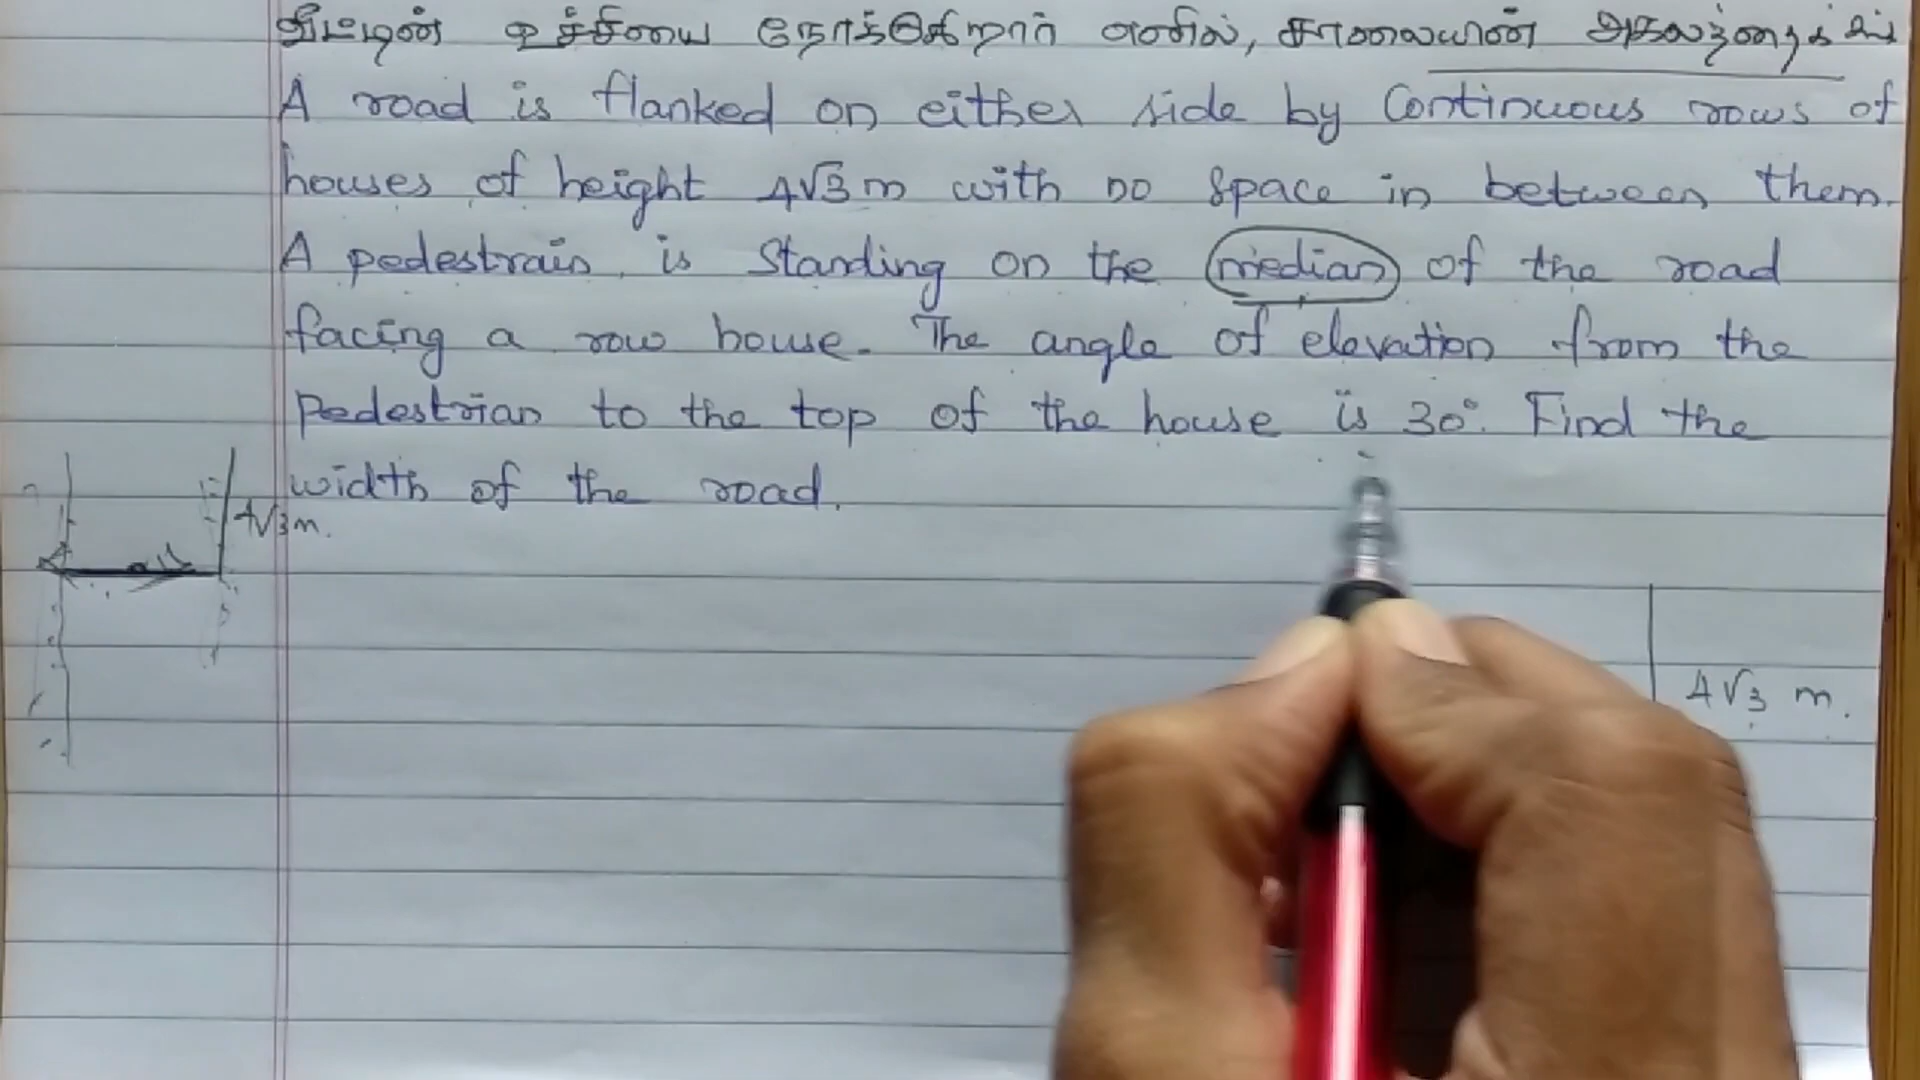 வீட்டின் உச்சியை நோக்குகிறார் எனில், சாலையின் அகலத்தைக்
A road is flanked on either side by Continuous rows of
houses of height 4√3 m with no space in between them.
A pedestrain is Standing on the median of the road
facing a row house. The angle of elevation from the
Pedestrian to the top of the house is 30°. Find the
width of the road.
4√3 m.
4√3 m.